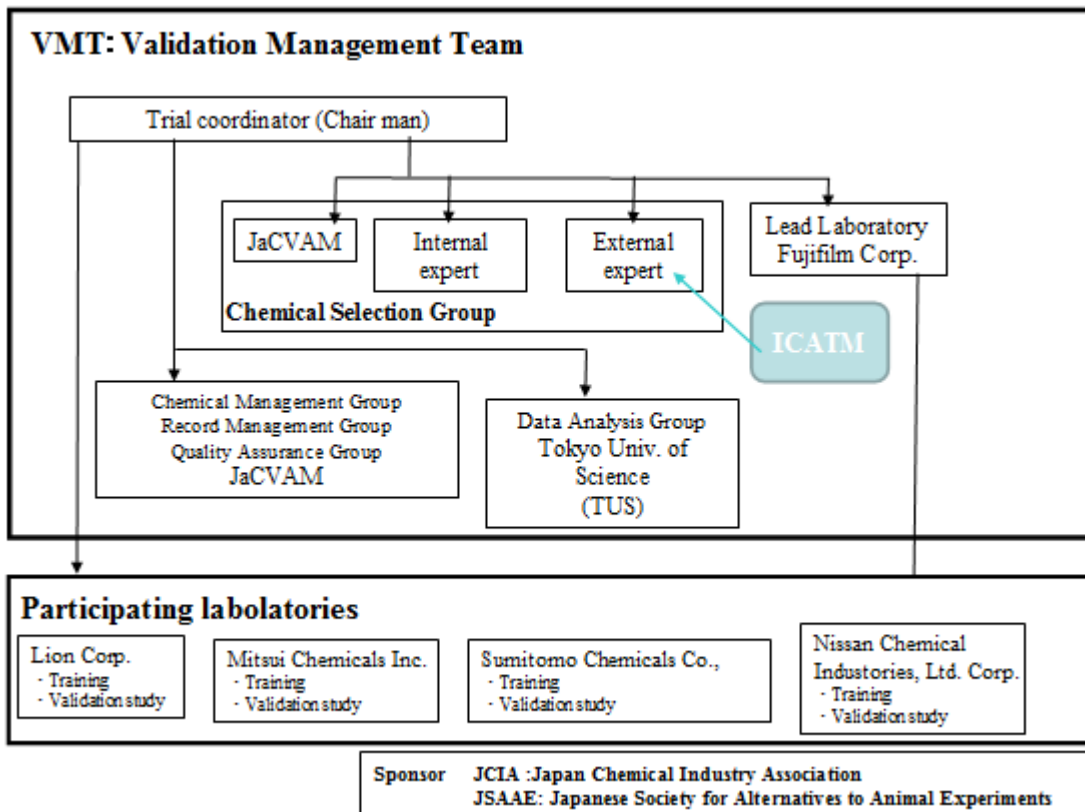 VMT: Validation Management Team
Trial coordinator (Chair man)
JaCVAM
Internal
expert
External
expert
Chemical Selection Group
Lead Laboratory
Fujifilm Corp.
ICATM
Chemical Management Group
Record Management Group
Quality Assurance Group
JaCVAM
Data Analysis Group
Tokyo Univ. of
Science
(TUS)
Participating labolatories
Lion Corp.
- Training
- Validation study
Mitsui Chemicals Inc.
- Training
- Validation study
Sumitomo Chemicals Co.,
- Training
- Validation study
Nissan Chemical
Industories, Ltd. Corp.
- Training
- Validation study
Sponsor JCIA :Japan Chemical Industry Association
JSAAE: Japanese Society for Alternatives to Animal Experiments